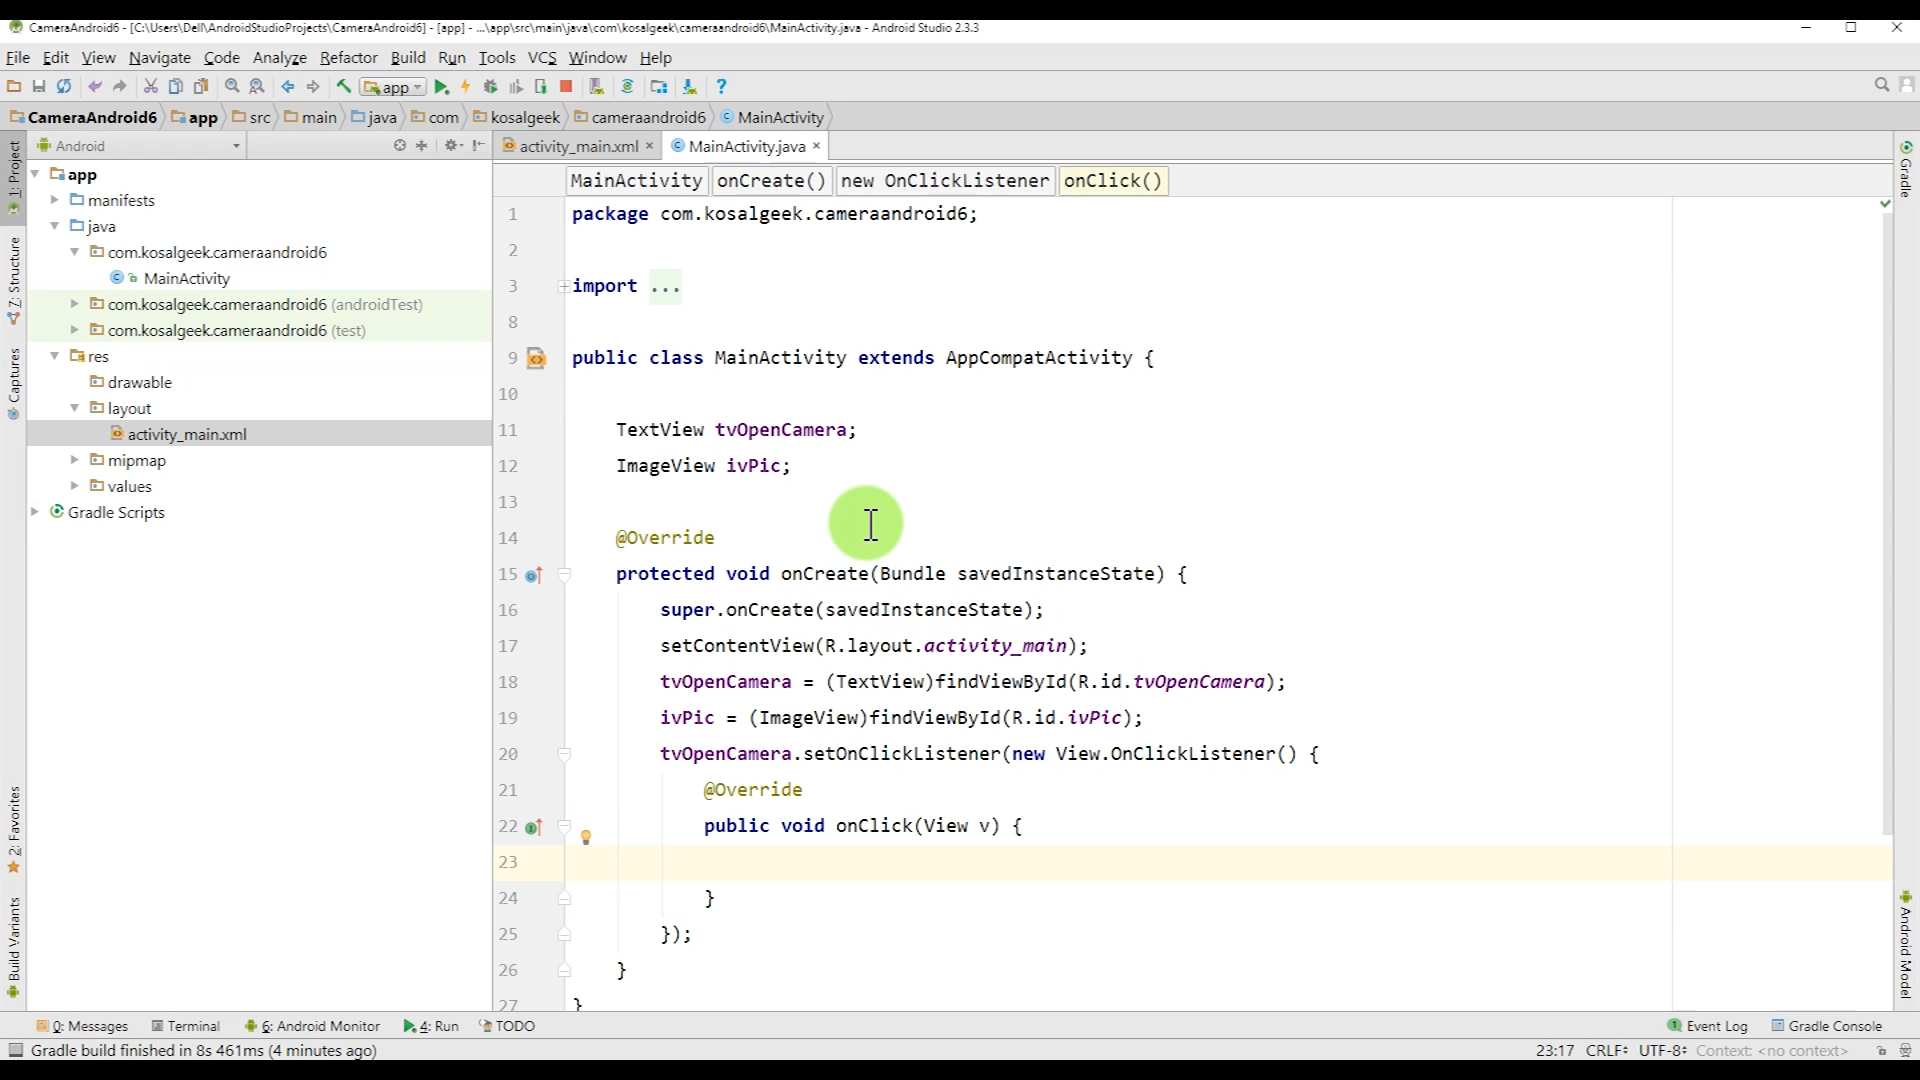 CameraAndroid6 - [C:\Users\Dell\AndroidStudioProjects\CameraAndroid6] - [app] - ...\app\src\main\java\com\kosalgeek\cameraandroid6\MainActivity.java - Android Studio 2.3.3
File Edit View Navigate Code Analyze Refactor Build Run Tools VCS Window Help
app
CameraAndroid6 app src main java com kosalgeek cameraandroid6 MainActivity
Android
activity_main.xml
MainActivity.java
MainActivity onCreate() new OnClickListener onClick()
1: Project
Z: Structure
Captures
2: Favorites
Build Variants
app
manifests
java
com.kosalgeek.cameraandroid6
MainActivity
com.kosalgeek.cameraandroid6 (androidTest)
com.kosalgeek.cameraandroid6 (test)
res
drawable
layout
activity_main.xml
mipmap
values
Gradle Scripts
1 package com.kosalgeek.cameraandroid6;
2
3 import ...
8
9 public class MainActivity extends AppCompatActivity {
10
11 TextView tvOpenCamera;
12 ImageView ivPic;
13
14 @Override
15 protected void onCreate(Bundle savedInstanceState) {
16 super.onCreate(savedInstanceState);
17 setContentView(R.layout.activity_main);
18 tvOpenCamera = (TextView)findViewById(R.id.tvOpenCamera);
19 ivPic = (ImageView)findViewById(R.id.ivPic);
20 tvOpenCamera.setOnClickListener(new View.OnClickListener() {
21 @Override
22 public void onClick(View v) {
23
24 }
25 });
26 }
27 }
Gradle
Android Model
0: Messages Terminal 6: Android Monitor 4: Run TODO
1 Event Log Gradle Console
Gradle build finished in 8s 461ms (4 minutes ago)
23:17 CRLF UTF-8 Context: <no context>